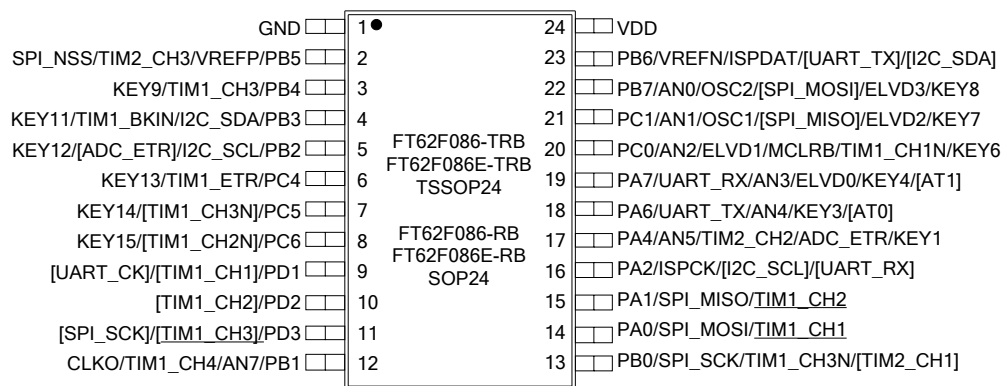 GND 1 24 VDD
SPI_NSS/TIM2_CH3/VREFP/PB5 2 23 PB6/VREFN/ISPDAT/[UART_TX]/[I2C_SDA]
KEY9/TIM1_CH3/PB4 3 22 PB7/AN0/OSC2/[SPI_MOSI]/ELVD3/KEY8
KEY11/TIM1_BKIN/I2C_SDA/PB3 4 21 PC1/AN1/OSC1/[SPI_MISO]/ELVD2/KEY7
KEY12/[ADC_ETR]/I2C_SCL/PB2 5 20 PC0/AN2/ELVD1/MCLRB/TIM1_CH1N/KEY6
KEY13/TIM1_ETR/PC4 6 19 PA7/UART_RX/AN3/ELVD0/KEY4/[AT1]
KEY14/[TIM1_CH3N]/PC5 7 18 PA6/UART_TX/AN4/KEY3/[AT0]
KEY15/[TIM1_CH2N]/PC6 8 17 PA4/AN5/TIM2_CH2/ADC_ETR/KEY1
[UART_CK]/[TIM1_CH1]/PD1 9 16 PA2/ISPCK/[I2C_SCL]/[UART_RX]
[TIM1_CH2]/PD2 10 15 PA1/SPI_MISO/TIM1_CH2
[SPI_SCK]/[TIM1_CH3]/PD3 11 14 PA0/SPI_MOSI/TIM1_CH1
CLKO/TIM1_CH4/AN7/PB1 12 13 PB0/SPI_SCK/TIM1_CH3N/[TIM2_CH1]
FT62F086-TRB
FT62F086E-TRB
TSSOP24
FT62F086-RB
FT62F086E-RB
SOP24